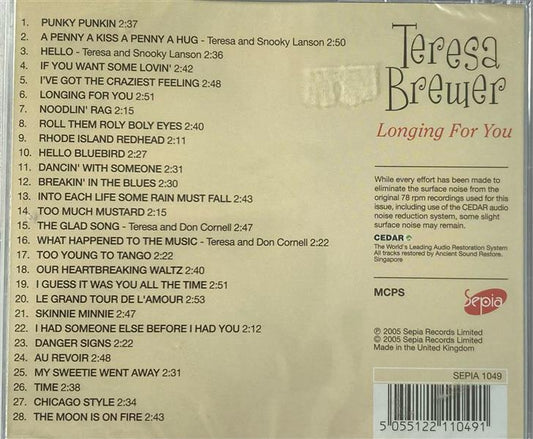 1. PUNKY PUNKIN 2:37
2. A PENNY A KISS A PENNY A HUG - Teresa and Snooky Lanson 2:50
3. HELLO - Teresa and Snooky Lanson 2:36
4. IF YOU WANT SOME LOVIN' 2:42
5. I'VE GOT THE CRAZIEST FEELING 2:48
6. LONGING FOR YOU 2:51
7. NOODLIN' RAG 2:15
8. ROLL THEM ROLY BOLY EYES 2:40
9. RHODE ISLAND REDHEAD 2:11
10. HELLO BLUEBIRD 2:27
11. DANCIN' WITH SOMEONE 2:31
12. BREAKIN' IN THE BLUES 2:30
13. INTO EACH LIFE SOME RAIN MUST FALL 2:43
14. TOO MUCH MUSTARD 2:15
15. THE GLAD SONG - Teresa and Don Cornell 2:47
16. WHAT HAPPENED TO THE MUSIC - Teresa and Don Cornell 2:22
17. TOO YOUNG TO TANGO 2:22
18. OUR HEARTBREAKING WALTZ 2:40
19. I GUESS IT WAS YOU ALL THE TIME 2:51
20. LE GRAND TOUR DE L'AMOUR 2:53
21. SKINNIE MINNIE 2:47
22. I HAD SOMEONE ELSE BEFORE I HAD YOU 2:12
23. DANGER SIGNS 2:22
24. AU REVOIR 2:48
25. MY SWEETIE WENT AWAY 2:31
26. TIME 2:38
27. CHICAGO STYLE 2:34
28. THE MOON IS ON FIRE 2:43
Teresa
Brewer
Longing For You
While every effort has been made to
eliminate the surface noise from the
original 78 rpm recordings used for this
issue, including use of the CEDAR audio
noise reduction system, some slight
surface noise may remain.
CEDAR
The World's Leading Audio Restoration System
All tracks restored by Ancient Sound Restore.
Singapore
MCPS
Sepia
℗ 2005 Sepia Records Limited
© 2005 Sepia Records Limited
Made in the United Kingdom
SEPIA 1049
5 055122 110491